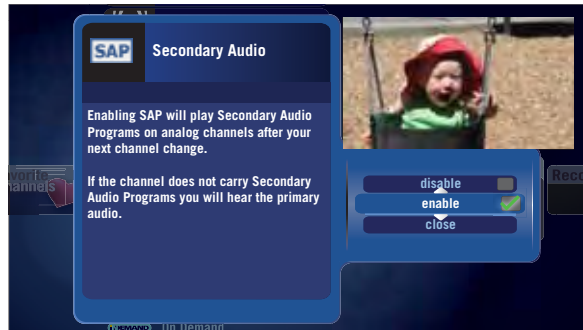 SAP
Secondary Audio
Enabling SAP will play Secondary Audio
Programs on analog channels after your
next channel change.
If the channel does not carry Secondary
Audio Programs you will hear the primary
audio.
disable
enable
close
On Demand